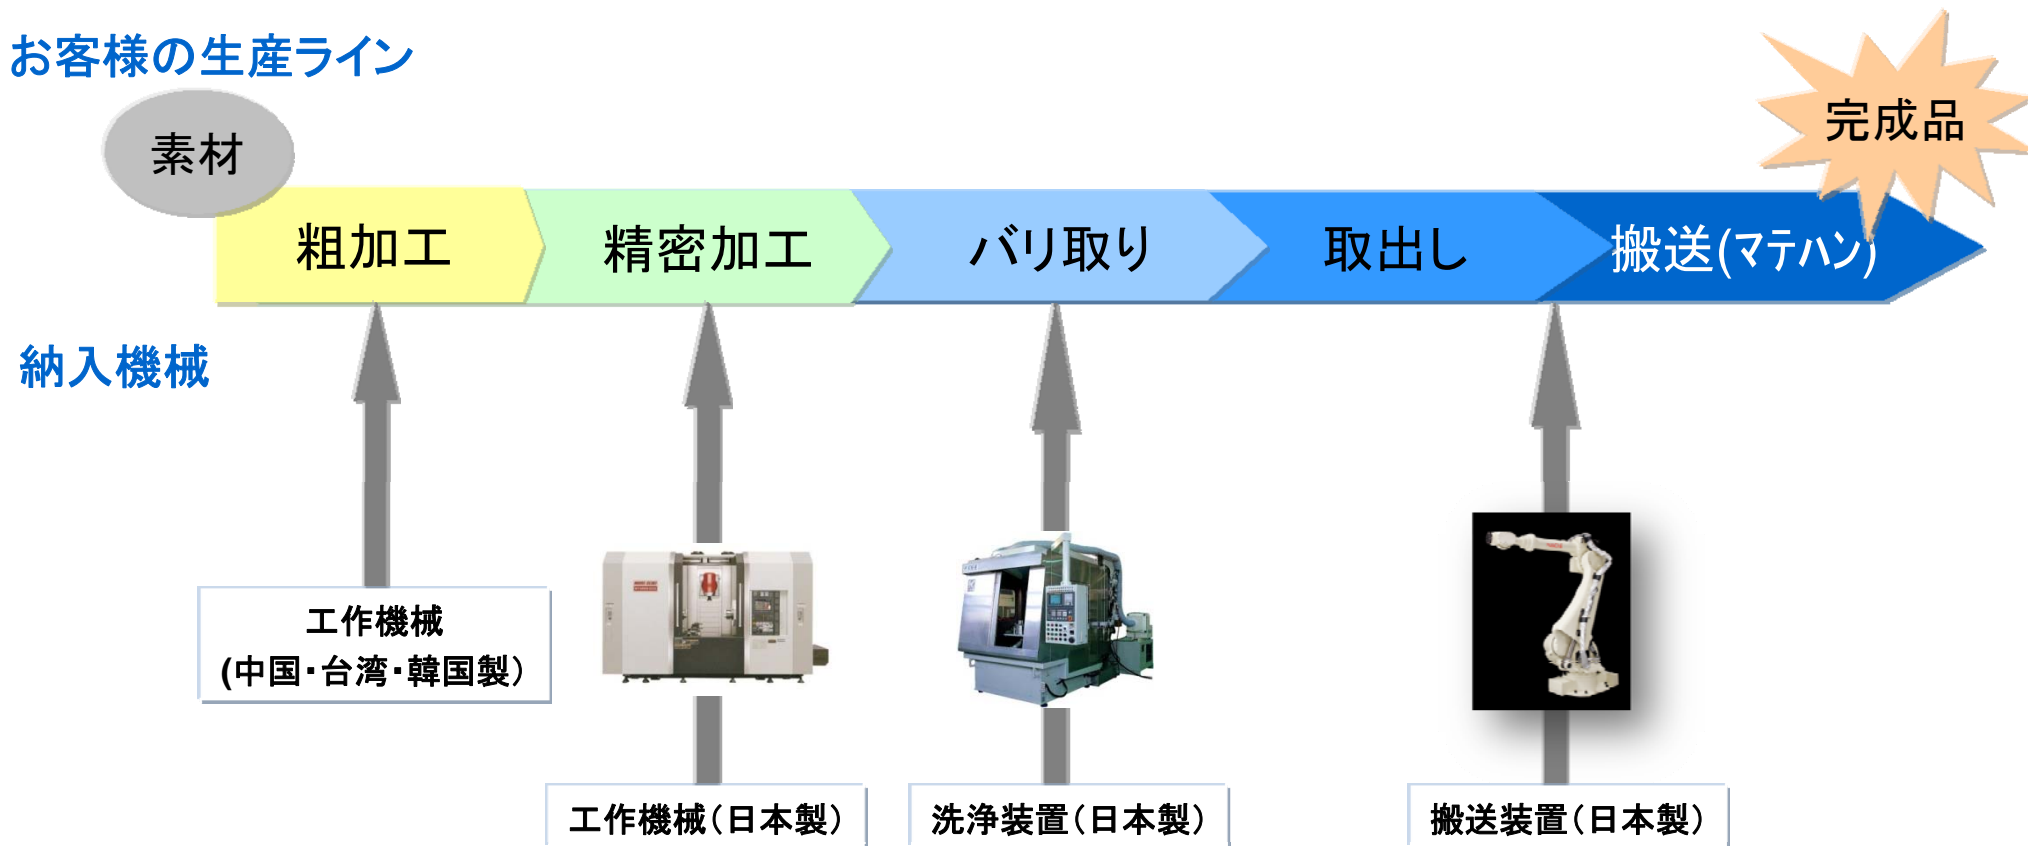 お客様の生産ライン
素材
完成品
粗加工
精密加工
バリ取り
取出し
搬送(マテハン)
納入機械
工作機械
(中国・台湾・韓国製)
工作機械(日本製)
洗浄装置(日本製)
搬送装置(日本製)